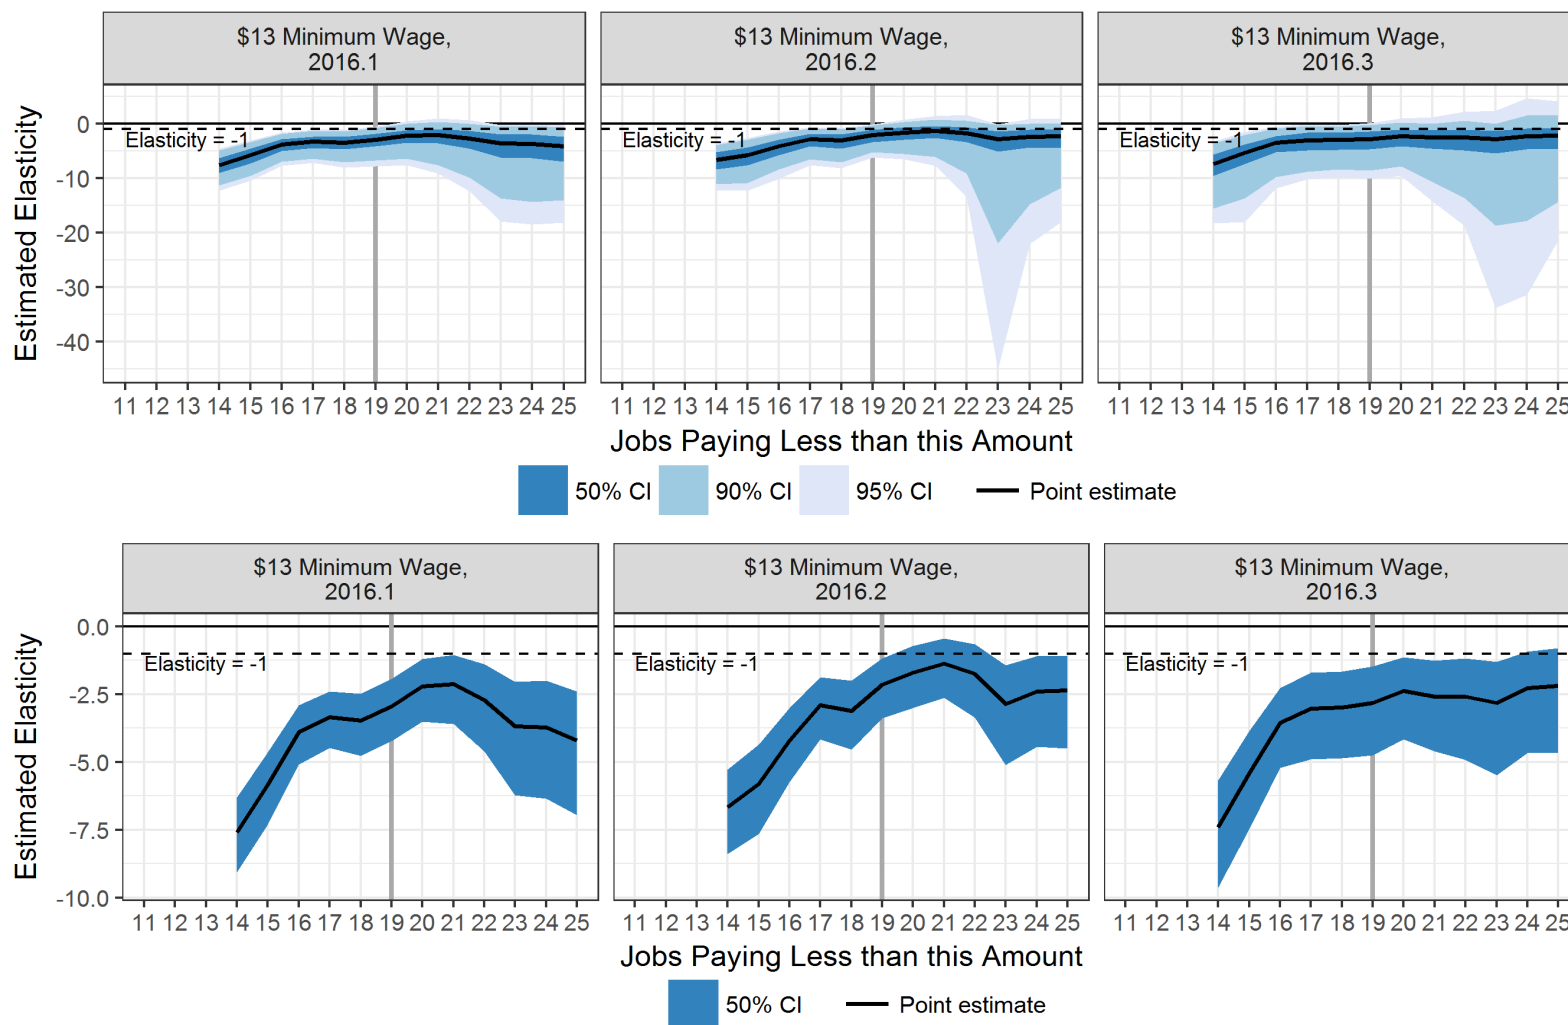 $13 Minimum Wage,
2016.1
$13 Minimum Wage,
2016.2
$13 Minimum Wage,
2016.3
Estimated Elasticity
0
-10
-20
-30
-40
Elasticity = -1
Elasticity = -1
Elasticity = -1
11 12 13 14 15 16 17 18 19 20 21 22 23 24 25
11 12 13 14 15 16 17 18 19 20 21 22 23 24 25
11 12 13 14 15 16 17 18 19 20 21 22 23 24 25
Jobs Paying Less than this Amount
50% CI 90% CI 95% CI Point estimate
$13 Minimum Wage,
2016.1
$13 Minimum Wage,
2016.2
$13 Minimum Wage,
2016.3
Estimated Elasticity
0.0
-2.5
-5.0
-7.5
-10.0
Elasticity = -1
Elasticity = -1
Elasticity = -1
11 12 13 14 15 16 17 18 19 20 21 22 23 24 25
11 12 13 14 15 16 17 18 19 20 21 22 23 24 25
11 12 13 14 15 16 17 18 19 20 21 22 23 24 25
Jobs Paying Less than this Amount
50% CI Point estimate